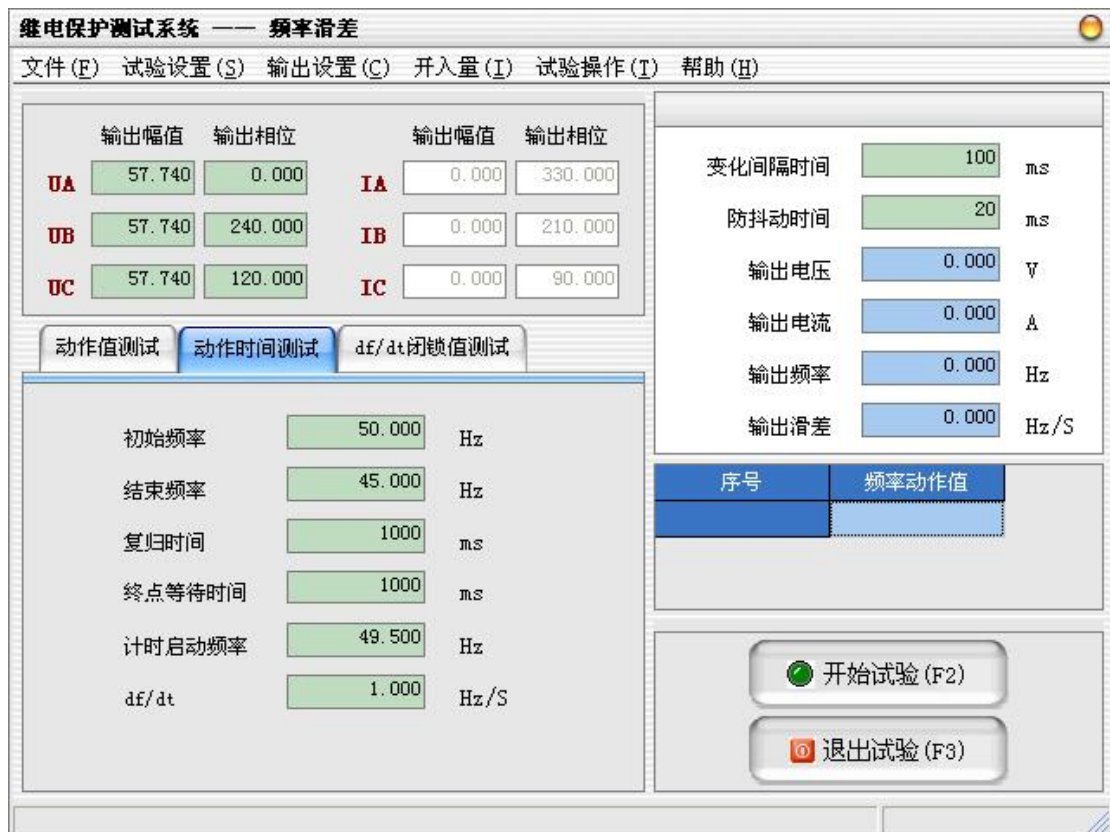 继电保护测试系统 —— 频率滑差
文件(F) 试验设置(S) 输出设置(C) 开入量(I) 试验操作(T) 帮助(H)
输出幅值 输出相位 输出幅值 输出相位
UA 57.740 0.000 IA 0.000 330.000
UB 57.740 240.000 IB 0.000 210.000
UC 57.740 120.000 IC 0.000 90.000
动作值测试 动作时间测试 df/dt闭锁值测试
初始频率 50.000 Hz
结束频率 45.000 Hz
复归时间 1000 ms
终点等待时间 1000 ms
计时启动频率 49.500 Hz
df/dt 1.000 Hz/S
变化间隔时间 100 ms
防抖动时间 20 ms
输出电压 0.000 V
输出电流 0.000 A
输出频率 0.000 Hz
输出滑差 0.000 Hz/S
序号 频率动作值
开始试验(F2)
退出试验(F3)